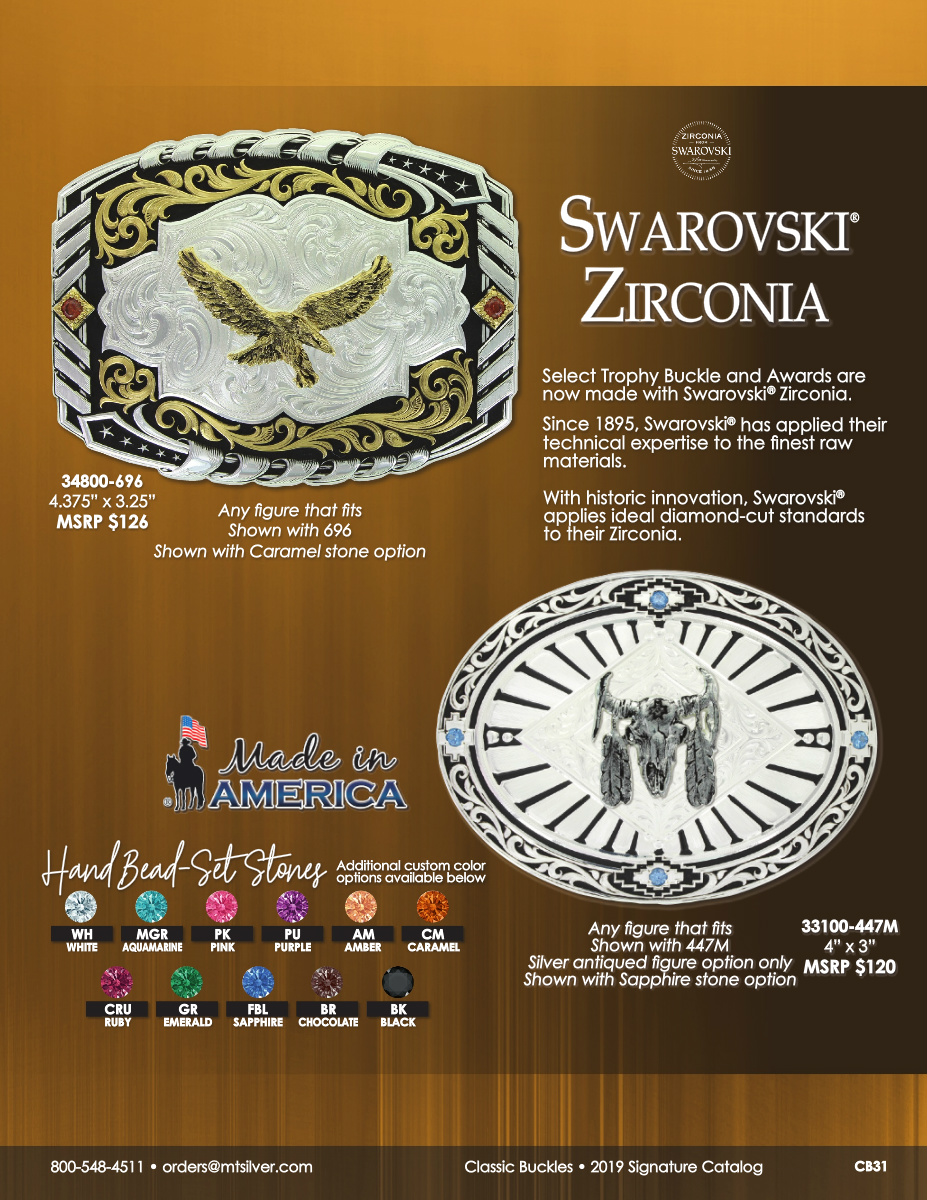 ZIRCONIA
FROM
SWAROVSKI
SINCE 1895
SWAROVSKI®
ZIRCONIA
Select Trophy Buckle and Awards are
now made with Swarovski® Zirconia.
Since 1895, Swarovski® has applied their
technical expertise to the finest raw
materials.
With historic innovation, Swarovski®
applies ideal diamond-cut standards
to their Zirconia.
34800-696
4.375” x 3.25”
MSRP $126
Any figure that fits
Shown with 696
Shown with Caramel stone option
Made in
®AMERICA
Hand Bead-Set Stones
Additional custom color
options available below
WH
WHITE
MGR
AQUAMARINE
PK
PINK
PU
PURPLE
AM
AMBER
CM
CARAMEL
CRU
RUBY
GR
EMERALD
FBL
SAPPHIRE
BR
CHOCOLATE
BK
BLACK
Any figure that fits
Shown with 447M
Silver antiqued figure option only
Shown with Sapphire stone option
33100-447M
4” x 3”
MSRP $120
800-548-4511 • orders@mtsilver.com
Classic Buckles • 2019 Signature Catalog
CB31